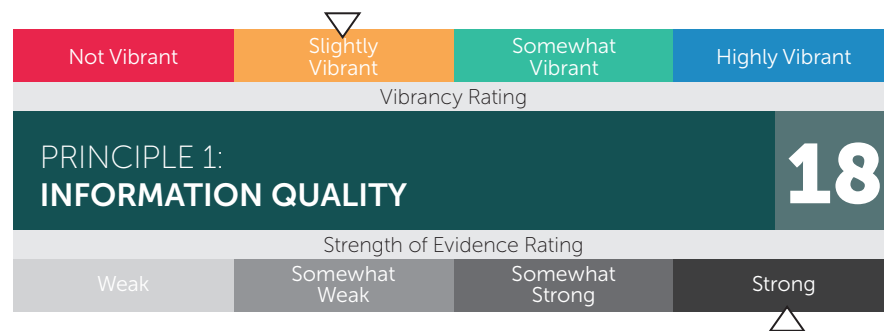 Not Vibrant
Slightly
Vibrant
Somewhat
Vibrant
Highly Vibrant
Vibrancy Rating
PRINCIPLE 1:
INFORMATION QUALITY
18
Strength of Evidence Rating
Weak
Somewhat
Weak
Somewhat
Strong
Strong